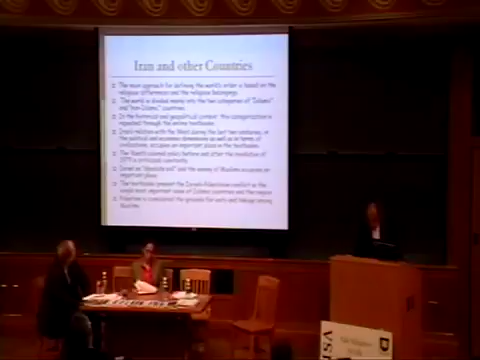 Iran and other Countries
The main approach for defining the world's order is based on the
religious differences and the religious belongings.
The world is divided mainly into the two categories of "Islamic"
and "non-Islamic" countries.
In the historical and geopolitical context, this categorization is
repeated through the entire textbooks.
Iran's relation with the West during the last two centuries, in
the political and economic dimensions as well as in terms of
civilizations, occupies an important place in the textbooks.
The West's colonial policy before and after the revolution of
1979 is criticized constantly.
Israel as "absolute evil" and the enemy of Muslims occupies an
important place.
The textbooks present the Israeli-Palestinian conflict as the
single most important issue of Islamic countries and the region.
Palestine is considered the grounds for unity and among
Muslims.